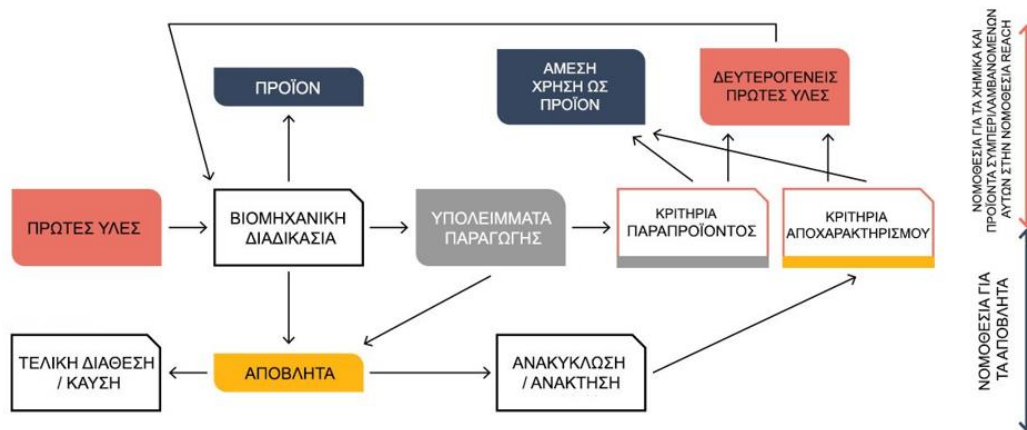 ΠΡΟΪΟΝ
ΑΜΕΣΗ
ΧΡΗΣΗ ΩΣ
ΠΡΟΪΟΝ
ΔΕΥΤΕΡΟΓΕΝΕΙΣ
ΠΡΩΤΕΣ ΥΛΕΣ
ΠΡΩΤΕΣ ΥΛΕΣ
ΒΙΟΜΗΧΑΝΙΚΗ
ΔΙΑΔΙΚΑΣΙΑ
ΥΠΟΛΕΙΜΜΑΤΑ
ΠΑΡΑΓΩΓΗΣ
ΚΡΙΤΗΡΙΑ
ΠΑΡΑΠΡΟΪΟΝΤΟΣ
ΚΡΙΤΗΡΙΑ
ΑΠΟΧΑΡΑΚΤΗΡΙΣΜΟΥ
ΤΕΛΙΚΗ ΔΙΑΘΕΣΗ
/ ΚΑΥΣΗ
ΑΠΟΒΛΗΤΑ
ΑΝΑΚΥΚΛΩΣΗ
/ ΑΝΑΚΤΗΣΗ
ΝΟΜΟΘΕΣΙΑ ΓΙΑ ΤΑ ΧΗΜΙΚΑ ΚΑΙ
ΠΡΟΪΟΝΤΑ ΣΥΜΠΕΡΙΛΑΜΒΑΝΟΜΕΝΩΝ
ΑΥΤΩΝ ΣΤΗΝ ΝΟΜΟΘΕΣΙΑ REACH
ΝΟΜΟΘΕΣΙΑ ΓΙΑ
ΤΑ ΑΠΟΒΛΗΤΑ